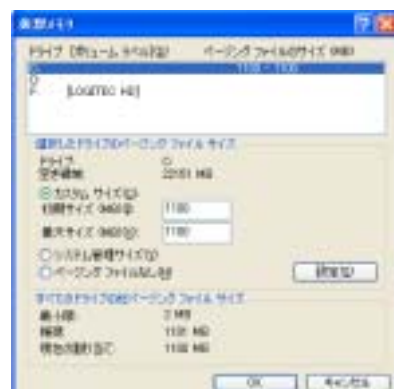 仮想メモリ
ドライブ [ボリューム ラベル](D) ページング ファイルのサイズ (MB)
C: 1100 - 1100
D:
F: [LOGITEC HD]
選択したドライブのページング ファイル サイズ
ドライブ: C:
空き領域: MB
カスタム サイズ(C)
初期サイズ (MB)(I): 1100
最大サイズ (MB)(X): 1100
システム管理サイズ(Y)
ページング ファイルなし(N) 設定(S)
すべてのドライブの総ページング ファイル サイズ
最小限: 2 MB
推奨: MB
現在の割り当て: 1100 MB
OK キャンセル